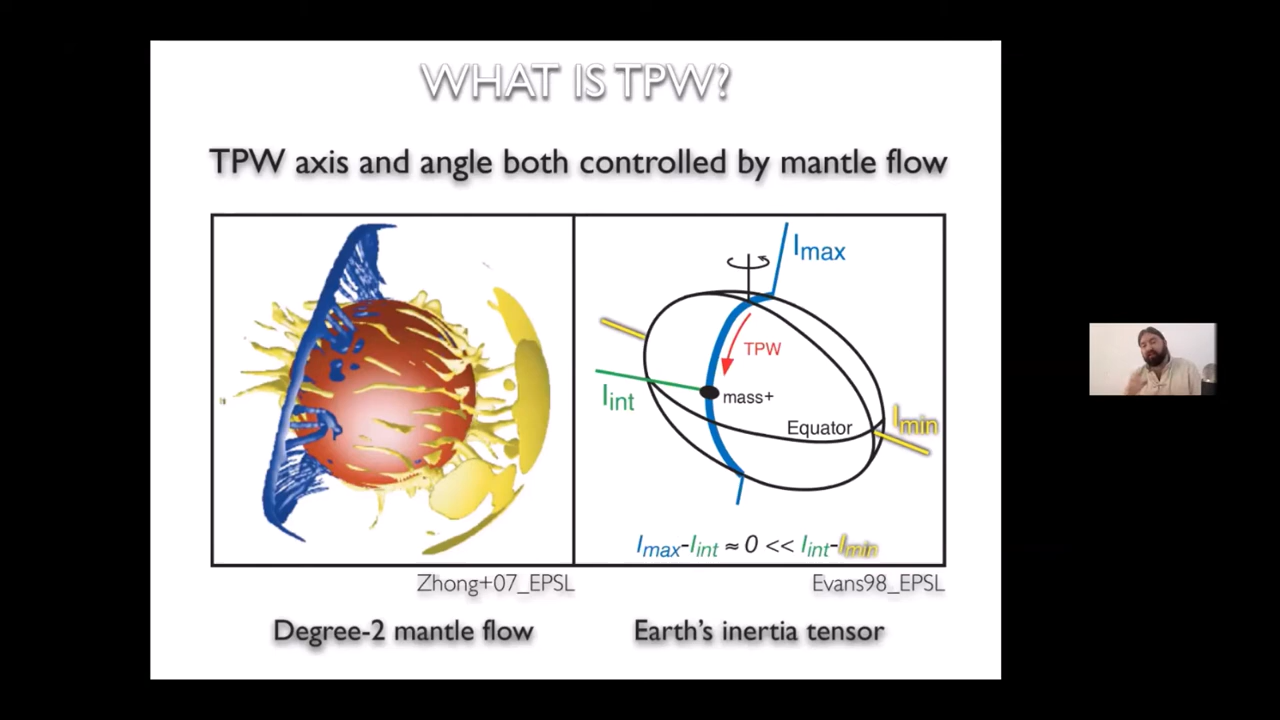 WHAT IS TPW?
TPW axis and angle both controlled by mantle flow
Imax
TPW
Iint
mass+
Equator
Imin
Imax-Iint ≈ 0 << Iint-Imin
Zhong+07_EPSL
Evans98_EPSL
Degree-2 mantle flow
Earth's inertia tensor